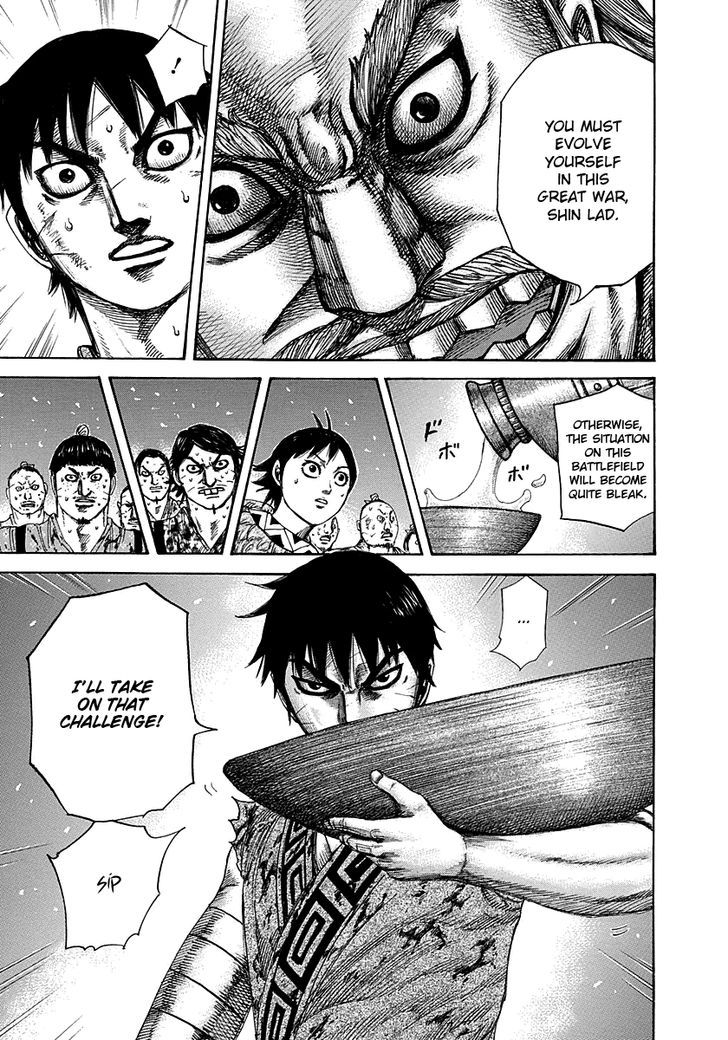 YOU MUST
EVOLVE
YOURSELF
IN THIS
GREAT WAR,
SHIN LAD.
!
OTHERWISE,
THE SITUATION
ON THIS
BATTLEFIELD
WILL BECOME
QUITE BLEAK.
ドボ
ドボ
...
I'LL TAKE
ON THAT
CHALLENGE!
SIP